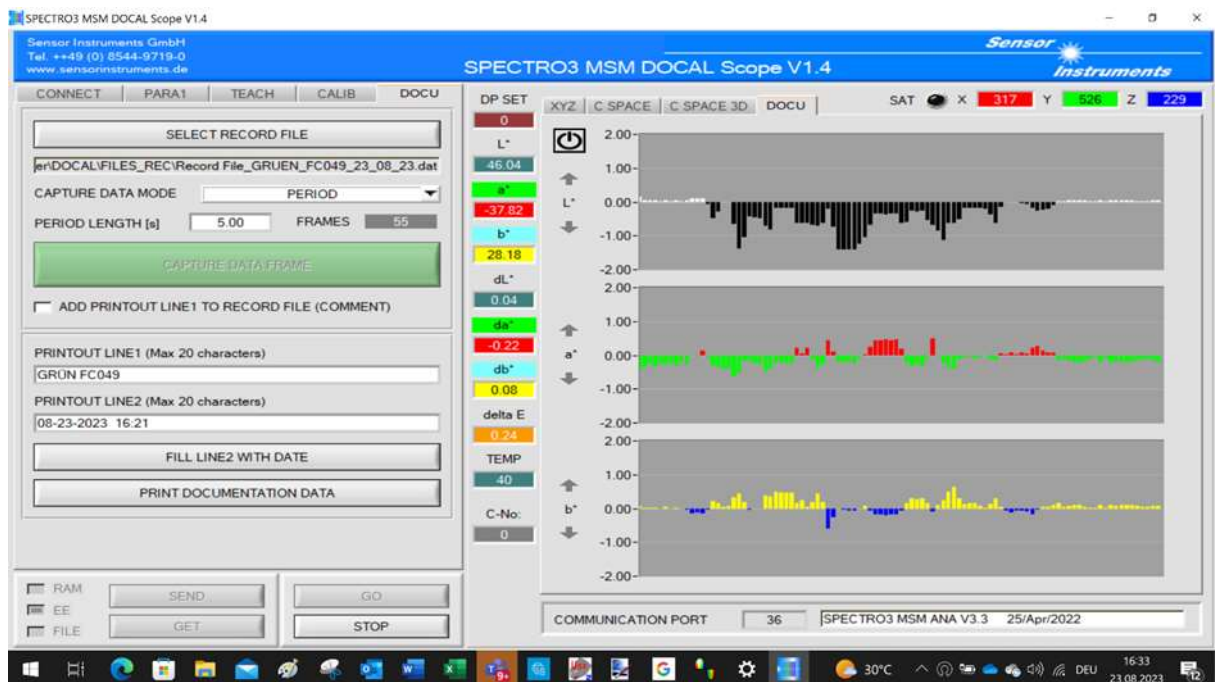 SPECTRO3 MSM DOCAL Scope V1.4
Sensor Instruments GmbH
Tel. ++49 (0) 8544-9719-0
www.sensorinstruments.de
SPECTRO3 MSM DOCAL Scope V1.4
Sensor
Instruments
CONNECT PARA1 TEACH CALIB DOCU
SELECT RECORD FILE
er\DOCAL\FILES_REC\Record File_GRUEN_FC049_23_08_23.dat
CAPTURE DATA MODE PERIOD
PERIOD LENGTH [s] 5.00 FRAMES 55
CAPTURE DATA FRAME
ADD PRINTOUT LINE1 TO RECORD FILE (COMMENT)
PRINTOUT LINE1 (Max 20 characters)
GRÜN FC049
PRINTOUT LINE2 (Max 20 characters)
08-23-2023 16:21
FILL LINE2 WITH DATE
PRINT DOCUMENTATION DATA
RAM
EE
FILE
SEND
GET
GO
STOP
DP SET
0
L*
46.04
a*
-37.82
b*
28.18
dL*
0.04
da*
-0.22
db*
0.08
delta E
0.24
TEMP
40
C-No:
0
XYZ C SPACE C SPACE 3D DOCU
SAT X 317 Y 526 Z 229
2.00
1.00
L* 0.00
-1.00
-2.00
2.00
1.00
a* 0.00
-1.00
-2.00
2.00
1.00
b* 0.00
-1.00
-2.00
COMMUNICATION PORT 36 SPECTRO3 MSM ANA V3.3 25/Apr/2022
30°C DEU 16:33
23.08.2023